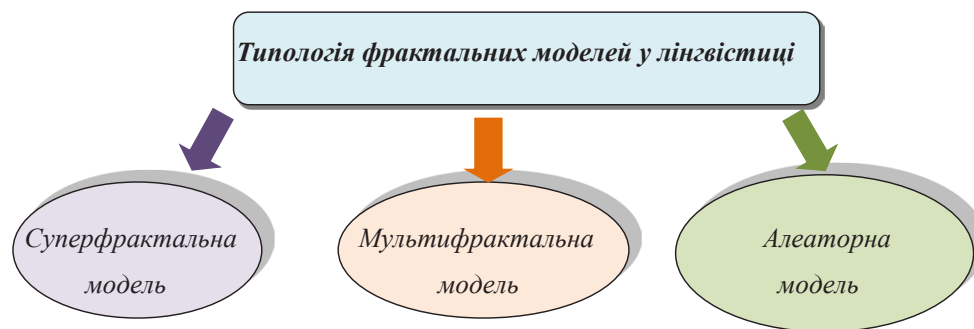 Типологія фрактальних моделей у лінгвістиці
Суперфрактальна
модель
Мультифрактальна
модель
Алеаторна
модель